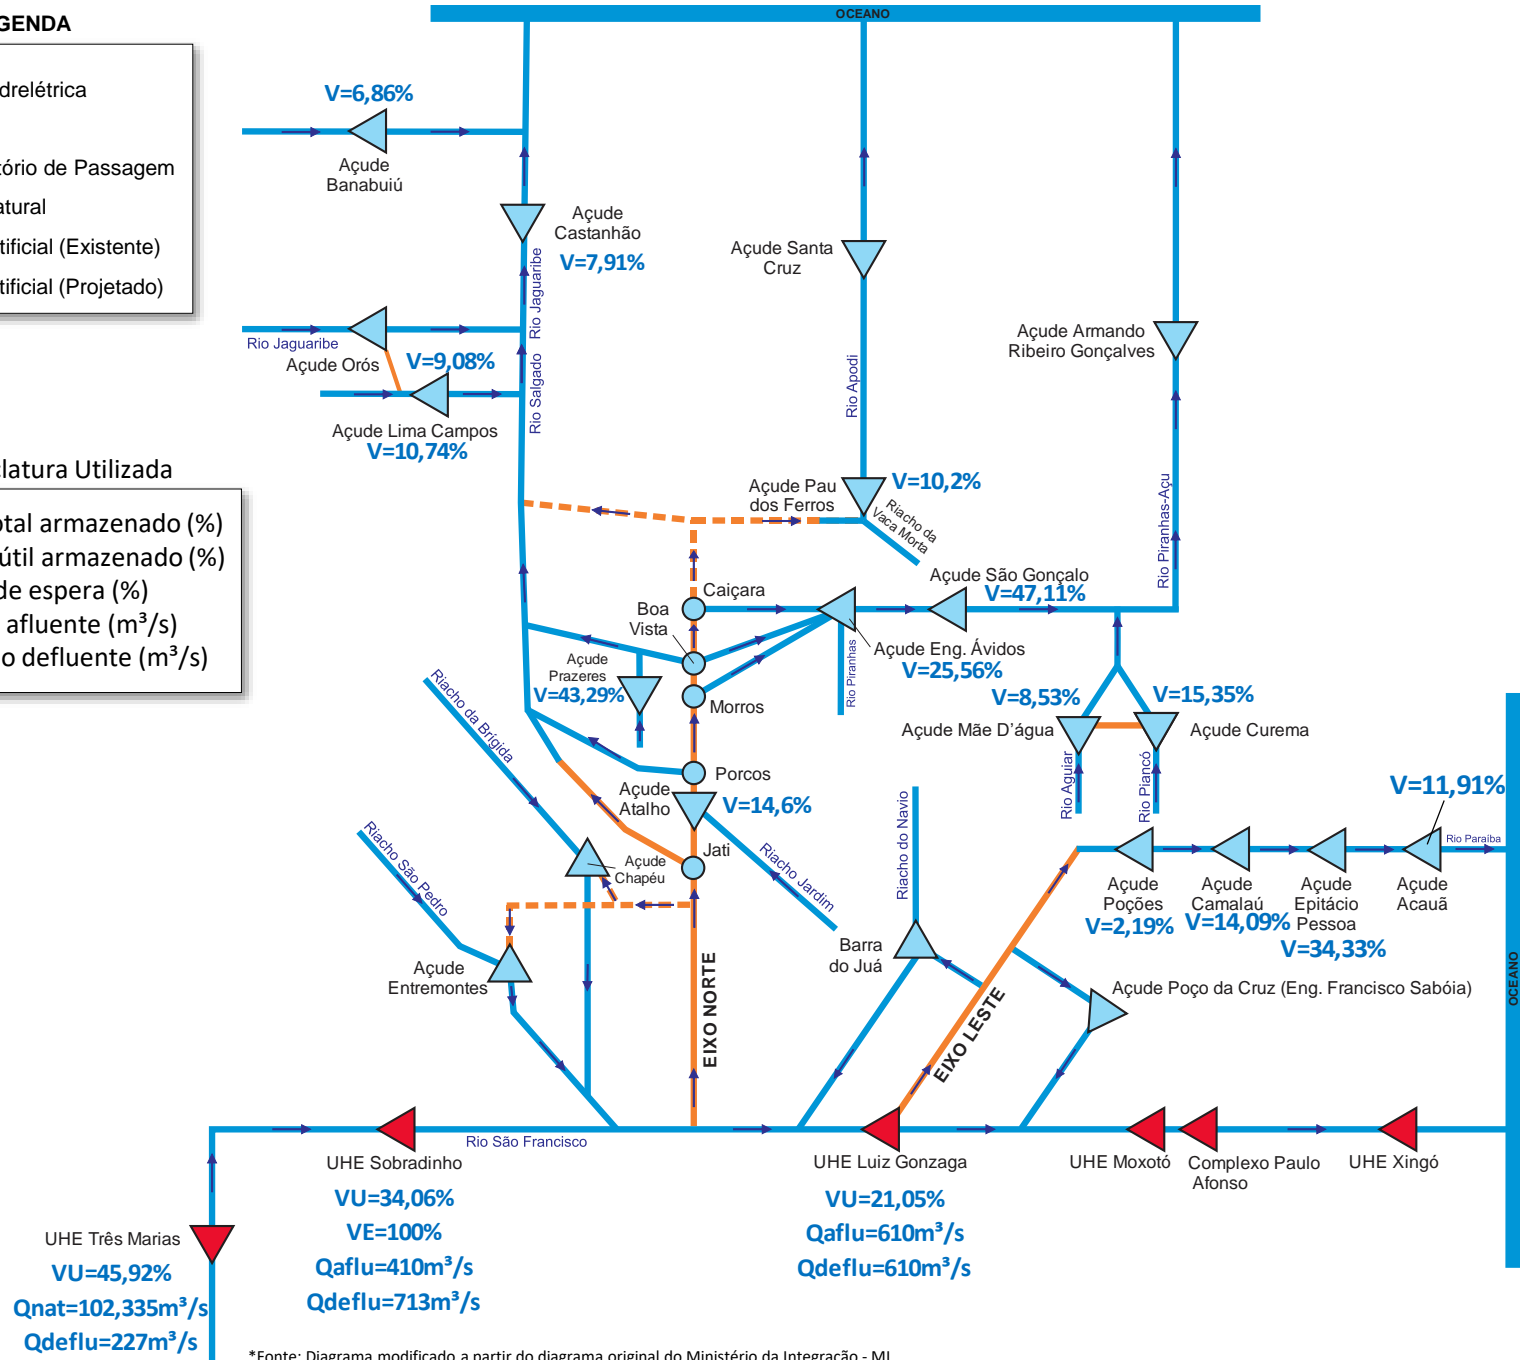 OCEANO
GENDA
drelétrica
tório de Passagem
atural
tificial (Existente)
tificial (Projetado)
V=6,86%
Açude
Banabuiú
Açude
Castanhão
V=7,91%
Rio Jaguaribe
Açude Santa
Cruz
Rio Jaguaribe
Açude Orós
V=9,08%
Açude Armando
Ribeiro Gonçalves
Rio Salgado
Rio Apodi
Açude Lima Campos
V=10,74%
clatura Utilizada
otal armazenado (%)
útil armazenado (%)
de espera (%)
afluente (m³/s)
o defluente (m³/s)
Açude Pau
dos Ferros
V=10,2%
Riacho da
Vaca Morta
Rio Piranhas-Açu
Caiçara
Boa
Vista
Açude São Gonçalo
V=47,11%
Açude
Prazeres
V=43,29%
Morros
Açude Eng. Ávidos
V=25,56%
Rio Piranhas
Riacho da Brígida
V=8,53%
V=15,35%
Açude Mãe D'água
Açude Curema
Rio Aguiar
Rio Piancó
Porcos
Açude
Atalho
V=14,6%
V=11,91%
Riacho São Pedro
Jati
Açude
Chapéu
Riacho Jardim
Riacho do Navio
Rio Paraíba
Açude
Poções
V=2,19%
Açude
Camalaú
V=14,09%
Açude
Epitácio
Pessoa
V=34,33%
Açude
Acauã
Barra
do Juá
Açude
Entremontes
Açude Poço da Cruz (Eng. Francisco Sabóia)
EIXO NORTE
EIXO LESTE
OCEANO
Rio São Francisco
UHE Sobradinho
VU=34,06%
VE=100%
Qaflu=410m³/s
Qdeflu=713m³/s
UHE Luiz Gonzaga
VU=21,05%
Qaflu=610m³/s
Qdeflu=610m³/s
UHE Moxotó
Complexo Paulo
Afonso
UHE Xingó
UHE Três Marias
VU=45,92%
Qnat=102,335m³/s
Qdeflu=227m³/s
*Fonte: Diagrama modificado a partir do diagrama original do Ministério da Integração - MI